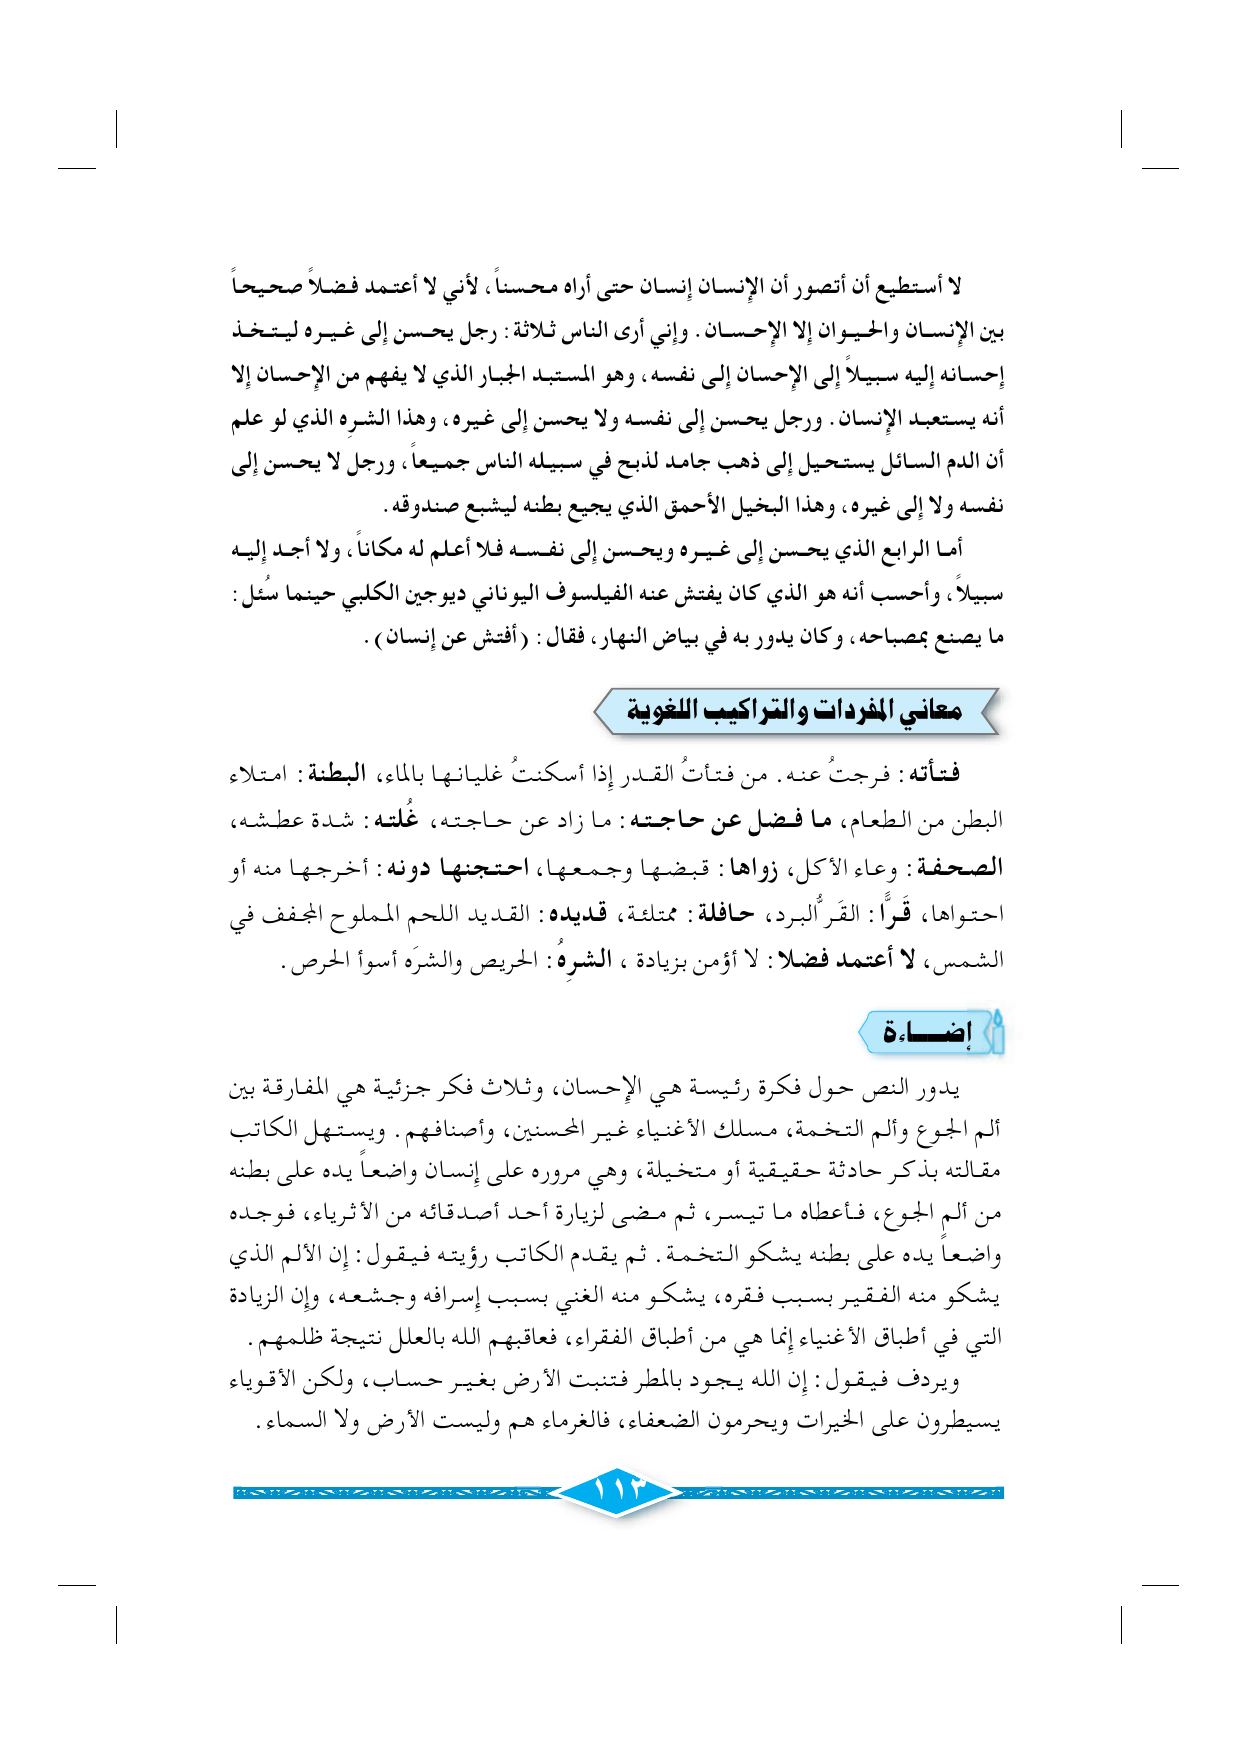 لا أستطيع أن أتصور أن الإنسان إنسان حتى أراه محسناً، لأني لا أعتمد فضلاً صحيحاً
بين الإنسان والحيوان إلا الإحسان. وإني أرى الناس ثلاثة: رجل يحسن إلى غيره ليتخذ
إحسانه إليه سبيلاً إلى الإحسان إلى نفسه، وهو المستبد الجبار الذي لا يفهم من الإحسان إلا
أنه يستعبد الإنسان. ورجل يحسن إلى نفسه ولا يحسن إلى غيره، وهذا الشرِه الذي لو علم
أن الدم السائل يستحيل إلى ذهب جامد لذبح في سبيله الناس جميعاً، ورجل لا يحسن إلى
نفسه ولا إلى غيره، وهذا البخيل الأحمق الذي يجيع بطنه ليشبع صندوقه.
أما الرابع الذي يحسن إلى غيره ويحسن إلى نفسه فلا أعلم له مكاناً، ولا أجد إليه
سبيلاً، وأحسب أنه هو الذي كان يفتش عنه الفيلسوف اليوناني ديوجين الكلبي حينما سُئل:
ما يصنع بمصباحه، وكان يدور به في بياض النهار، فقال: (أفتش عن إنسان).
معاني المفردات والتراكيب اللغوية
فتأته: فرجتُ عنه. من فتأتُ القدر إذا أسكنتُ غليانها بالماء، البطنة: امتلاء
البطن من الطعام، ما فضل عن حاجته: ما زاد عن حاجته، غُلته: شدة عطشه،
الصحفة: وعاء الأكل، زواها: قبضها وجمعها، احتجنها دونه: أخرجها منه أو
احتواها، قَرًّا: القَرُّ البرد، حافلة: ممتلئة، قديده: القديد اللحم المملوح المجفف في
الشمس، لا أعتمد فضلا: لا أؤمن بزيادة ، الشرِهُ: الحريص والشرَه أسوأ الحرص.
إضـــاءة
يدور النص حول فكرة رئيسة هي الإحسان، وثلاث فكر جزئية هي المفارقة بين
ألم الجوع وألم التخمة، مسلك الأغنياء غير المحسنين، وأصنافهم. ويستهل الكاتب
مقالته بذكر حادثة حقيقية أو متخيلة، وهي مروره على إنسان واضعاً يده على بطنه
من ألم الجوع، فأعطاه ما تيسر، ثم مضى لزيارة أحد أصدقائه من الأثرياء، فوجده
واضعاً يده على بطنه يشكو التخمة. ثم يقدم الكاتب رؤيته فيقول: إن الألم الذي
يشكو منه الفقير بسبب فقره، يشكو منه الغني بسبب إسرافه وجشعه، وإن الزيادة
التي في أطباق الأغنياء إنما هي من أطباق الفقراء، فعاقبهم الله بالعلل نتيجة ظلمهم.
ويردف فيقول: إن الله يجود بالمطر فتنبت الأرض بغير حساب، ولكن الأقوياء
يسيطرون على الخيرات ويحرمون الضعفاء، فالغرماء هم وليست الأرض ولا السماء.
١١٣